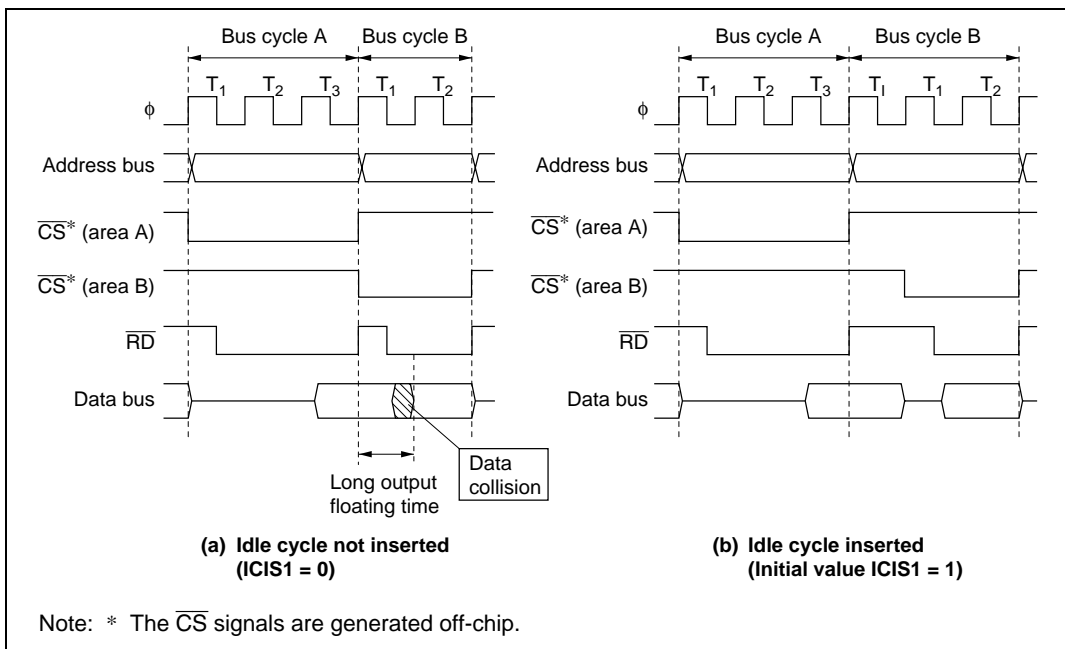 Bus cycle A Bus cycle B
T1 T2 T3 T1 T2
φ
Address bus
CS* (area A)
CS* (area B)
RD
Data bus
Long output
floating time
Data
collision
(a) Idle cycle not inserted
(ICIS1 = 0)
Bus cycle A Bus cycle B
T1 T2 T3 TI T1 T2
φ
Address bus
CS* (area A)
CS* (area B)
RD
Data bus
(b) Idle cycle inserted
(Initial value ICIS1 = 1)
Note: * The CS signals are generated off-chip.